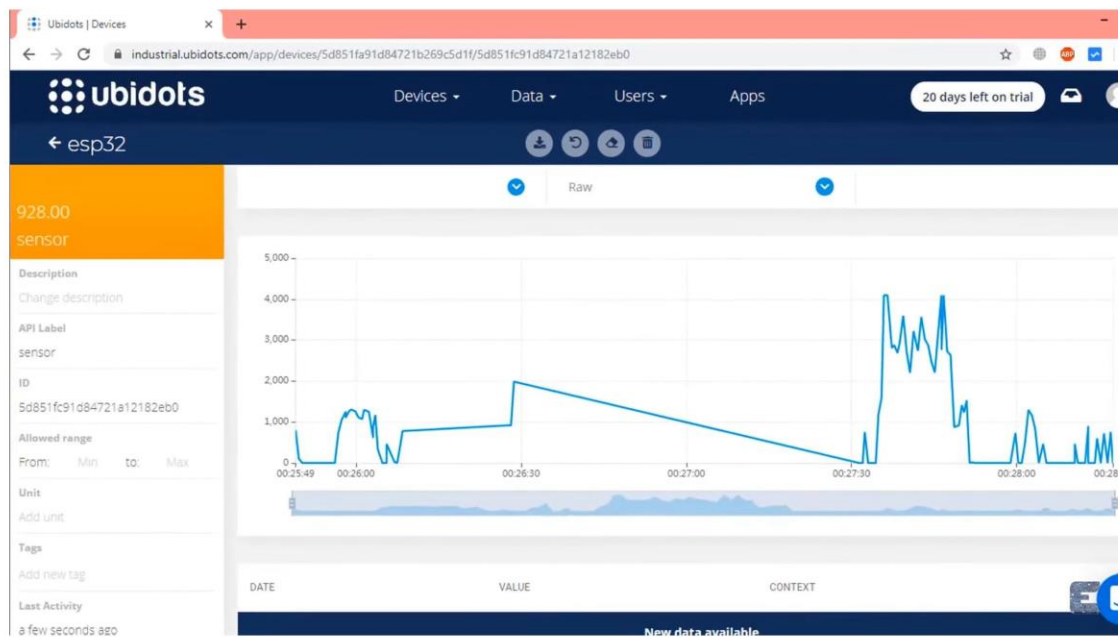 Ubidots | Devices
industrial.ubidots.com/app/devices/5d851fa91d84721b269c5d1f/5d851fc91d84721a12182eb0
ABP
ubidots
Devices
Data
Users
Apps
20 days left on trial
esp32
928.00
sensor
Raw
Description
Change description
API Label
sensor
ID
5d851fc91d84721a12182eb0
Allowed range
From: Min to: Max
Unit
Add unit
Tags
Add new tag
Last Activity
a few seconds ago
5,000
4,000
3,000
2,000
1,000
0
00:25:49 00:26:00 00:26:30 00:27:00 00:27:30 00:28:00 00:28
DATE VALUE CONTEXT
New data available